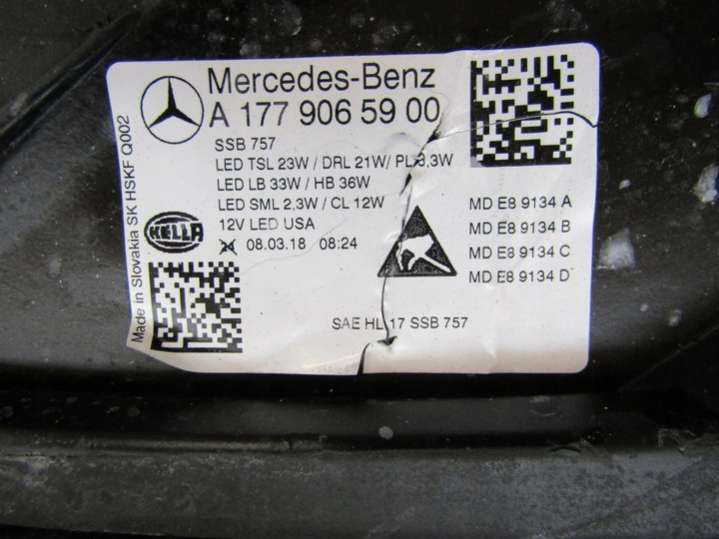 Mercedes-Benz
A 177 906 59 00
SSB 757
LED TSL 23W / DRL 21W/ PL 3,3W
LED LB 33W / HB 36W
LED SML 2,3W / CL 12W
12V LED USA
08.03.18 08:24
HELLA
MD E8 9134 A
MD E8 9134 B
MD E8 9134 C
MD E8 9134 D
SAE HL 17 SSB 757
Made in Slovakia SK HSKF Q002